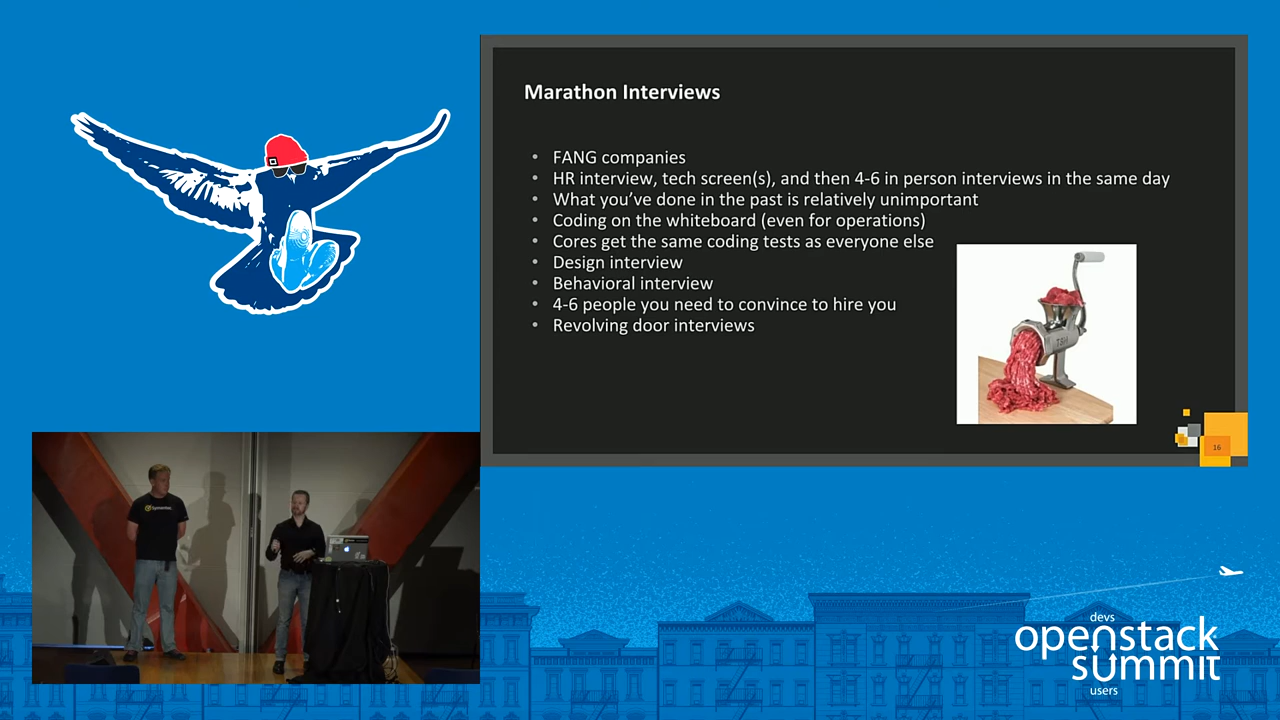 Marathon Interviews
• FANG companies
• HR interview, tech screen(s), and then 4-6 in person interviews in the same day
• What you've done in the past is relatively unimportant
• Coding on the whiteboard (even for operations)
• Cores get the same coding tests as everyone else
• Design interview
• Behavioral interview
• 4-6 people you need to convince to hire you
• Revolving door interviews
16
Symantec
devs
openstack
summit
users